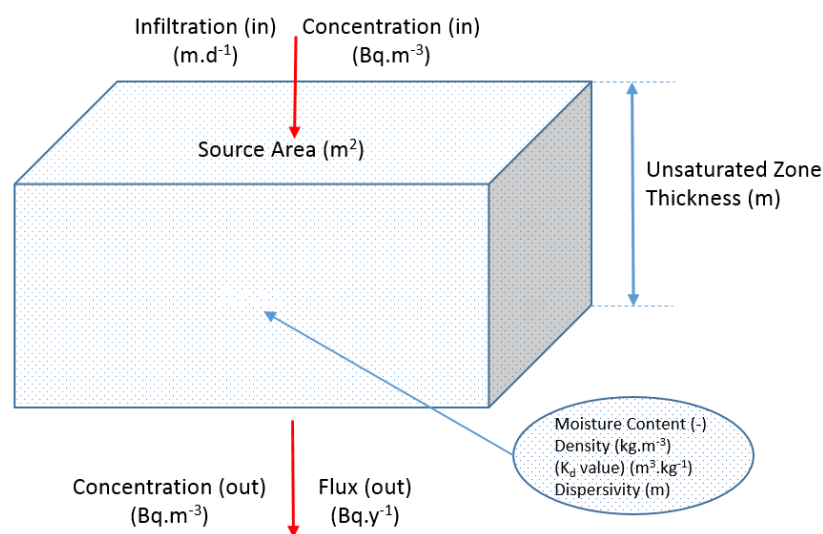 Infiltration (in)
(m.d⁻¹)
Concentration (in)
(Bq.m⁻³)
Source Area (m²)
Unsaturated Zone
Thickness (m)
Moisture Content (-)
Density (kg.m⁻³)
(K_d value) (m³.kg⁻¹)
Dispersivity (m)
Concentration (out)
(Bq.m⁻³)
Flux (out)
(Bq.y⁻¹)